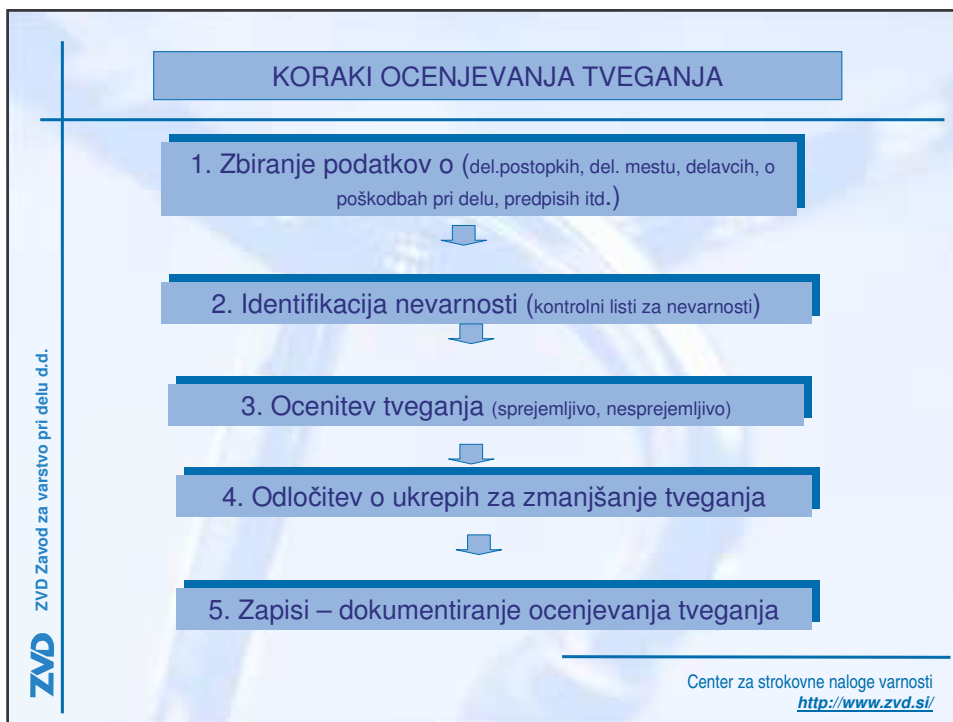 KORAKI OCENJEVANJA TVEGANJA
1. Zbiranje podatkov o (del.postopkih, del. mestu, delavcih, o
poškodbah pri delu, predpisih itd.)
2. Identifikacija nevarnosti (kontrolni listi za nevarnosti)
3. Ocenitev tveganja (sprejemljivo, nesprejemljivo)
4. Odločitev o ukrepih za zmanjšanje tveganja
5. Zapisi – dokumentiranje ocenjevanja tveganja
ZVD ZVD Zavod za varstvo pri delu d.d.
Center za strokovne naloge varnosti
http://www.zvd.si/